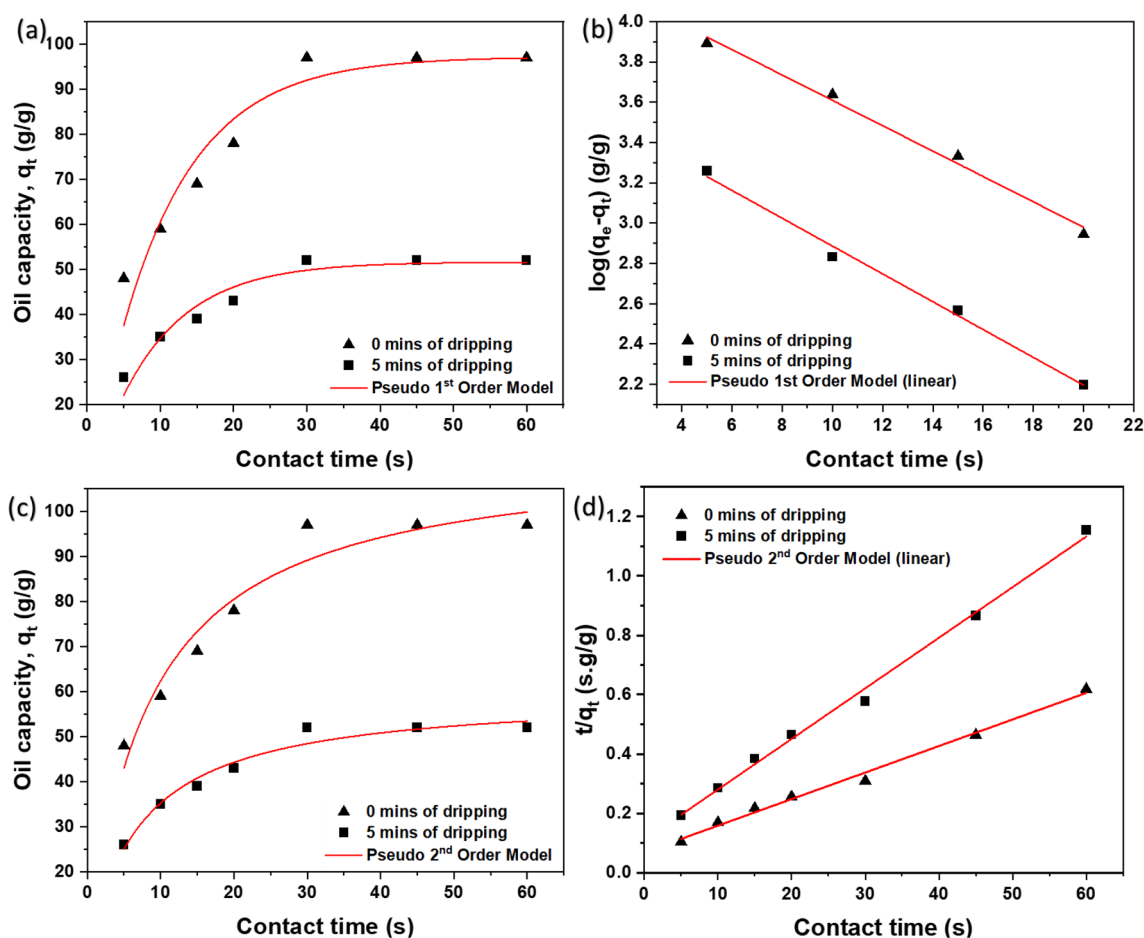 (a)
Oil capacity, qt (g/g)
100
90
80
70
60
50
40
30
20
0 10 20 30 40 50 60
Contact time (s)
0 mins of dripping
5 mins of dripping
Pseudo 1st Order Model
(b)
log(qe-qt) (g/g)
4.0
3.8
3.6
3.4
3.2
3.0
2.8
2.6
2.4
2.2
4 6 8 10 12 14 16 18 20 22
Contact time (s)
0 mins of dripping
5 mins of dripping
Pseudo 1st Order Model (linear)
(c)
Oil capacity, qt (g/g)
100
90
80
70
60
50
40
30
20
0 10 20 30 40 50 60
Contact time (s)
0 mins of dripping
5 mins of dripping
Pseudo 2nd Order Model
(d)
t/qt (s.g/g)
1.2
1.0
0.8
0.6
0.4
0.2
0.0
0 10 20 30 40 50 60
Contact time (s)
0 mins of dripping
5 mins of dripping
Pseudo 2nd Order Model (linear)